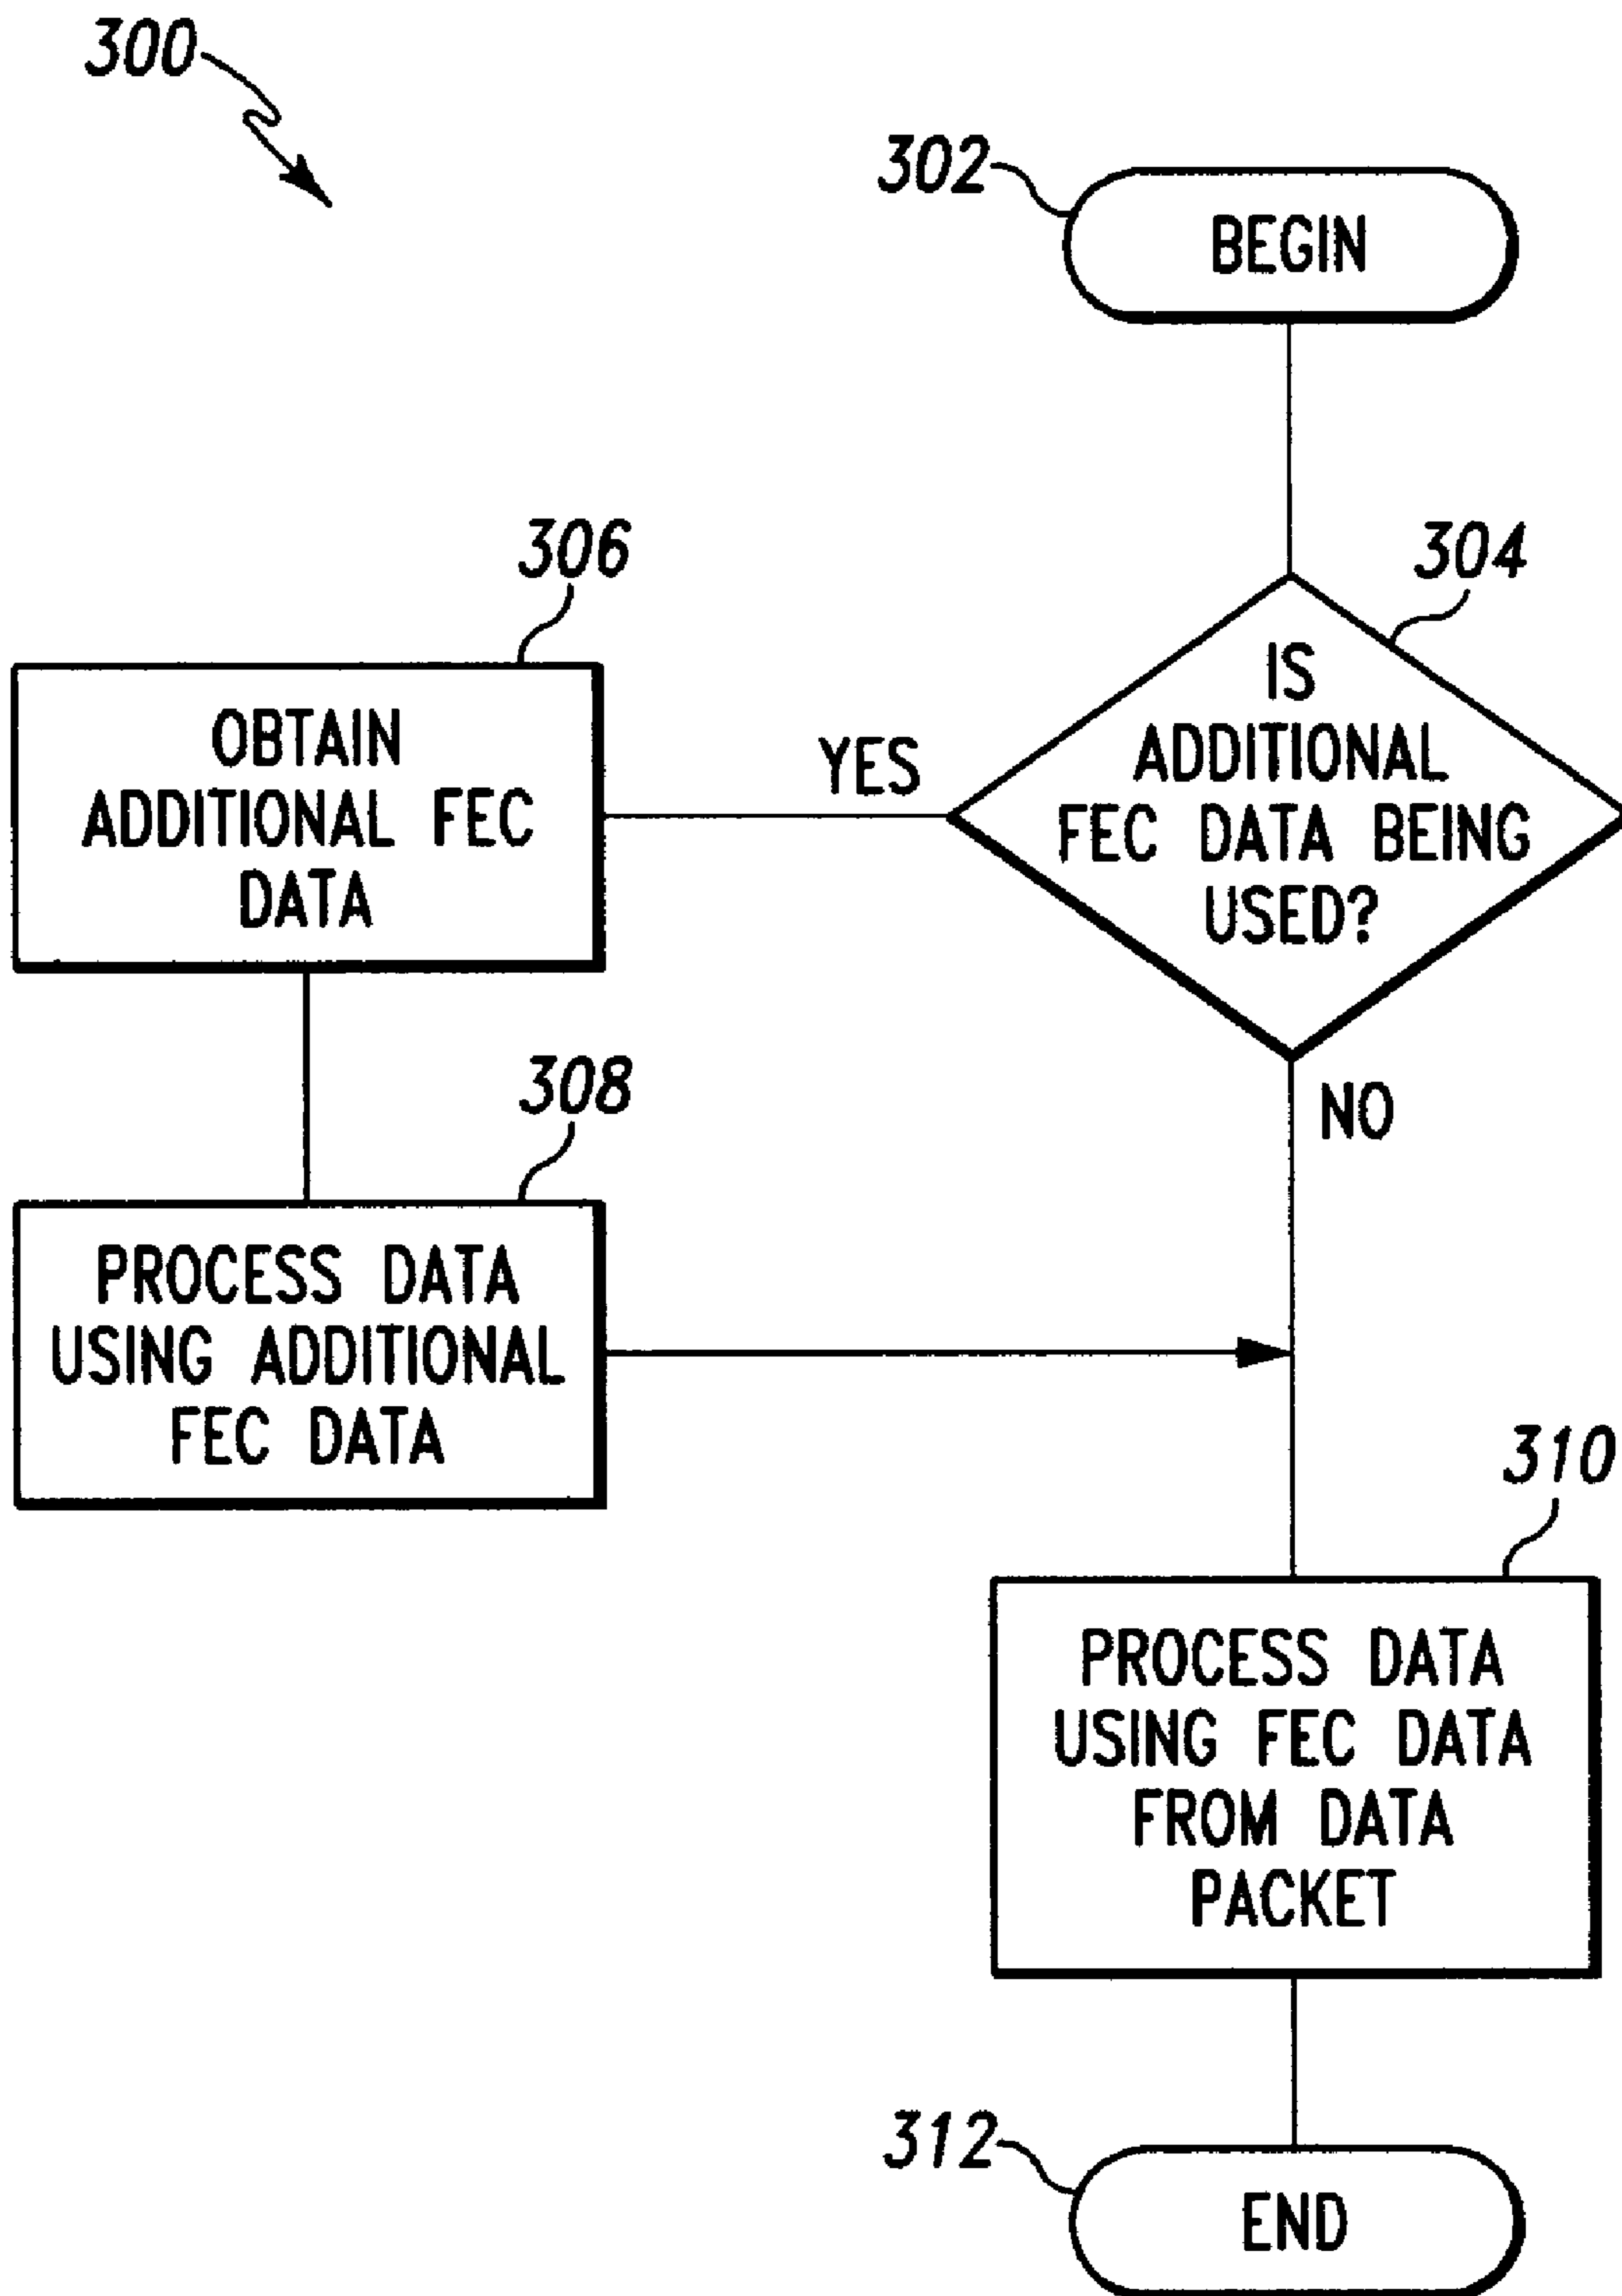 300
302
BEGIN
304
IS
ADDITIONAL
FEC DATA BEING
USED?
YES
306
OBTAIN
ADDITIONAL FEC
DATA
308
PROCESS DATA
USING ADDITIONAL
FEC DATA
NO
310
PROCESS DATA
USING FEC DATA
FROM DATA
PACKET
312
END